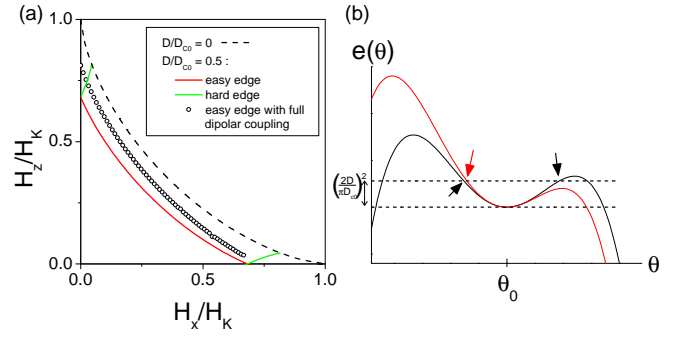 (a)
(b)
D/D_C0 = 0
D/D_C0 = 0.5 :
easy edge
hard edge
easy edge with full
dipolar coupling
1.0
0.5
0.0
0.0
0.5
1.0
H_z/H_K
H_x/H_K
e(θ)
(2D/πD_c0)^2
θ_0
θ